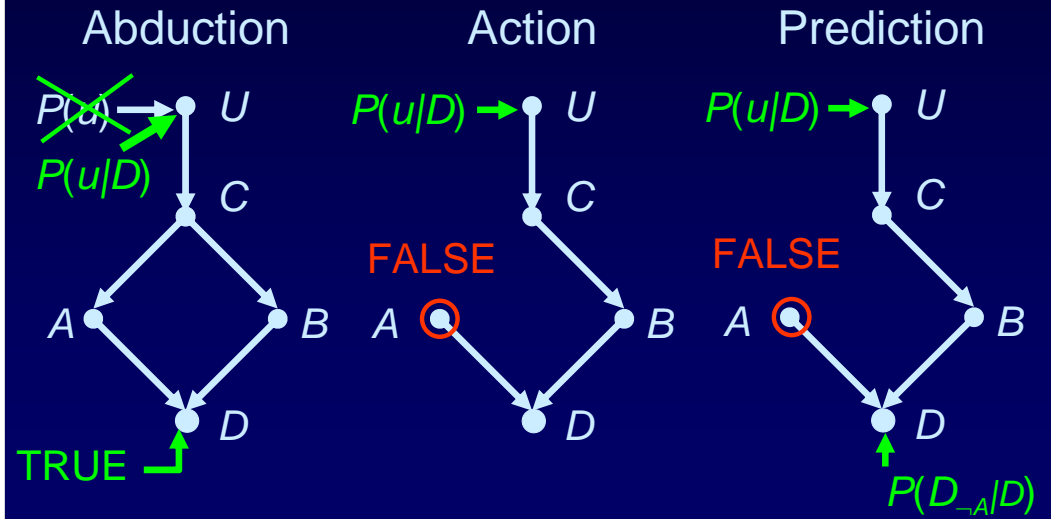 Abduction
P(u)
U
P(u|D)
C
A
B
D
TRUE
Action
P(u|D)
U
C
FALSE
A
B
D
Prediction
P(u|D)
U
C
FALSE
A
B
D
P(D¬A|D)